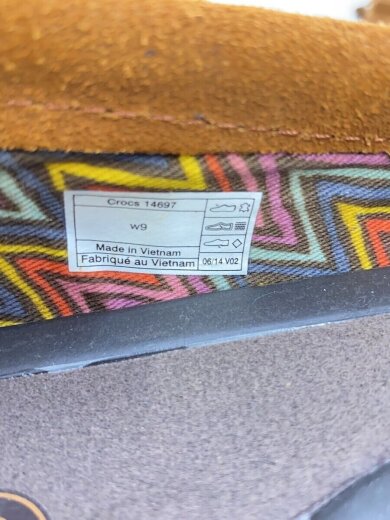 Crocs 14697
w9
Made in Vietnam
Fabriqué au Vietnam
06/14 V02